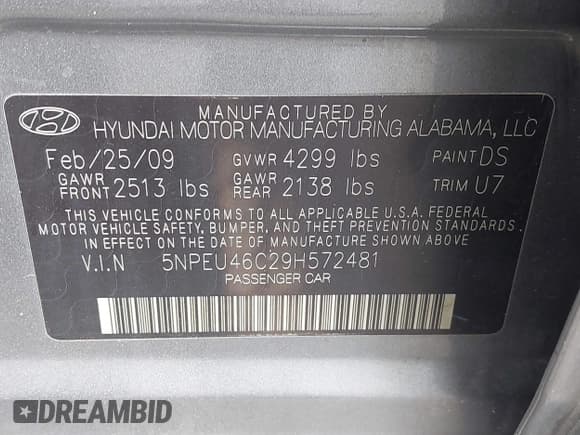 MANUFACTURED BY
HYUNDAI MOTOR MANUFACTURING ALABAMA, LLC
Feb/25/09 GVWR 4299 lbs PAINT DS
GAWR FRONT 2513 lbs GAWR REAR 2138 lbs TRIM U7
THIS VEHICLE CONFORMS TO ALL APPLICABLE U.S.A. FEDERAL
MOTOR VEHICLE SAFETY, BUMPER, AND THEFT PREVENTION STANDARDS
IN EFFECT ON THE DATE OF MANUFACTURE SHOWN ABOVE.
V.I.N 5NPEU46C29H572481
PASSENGER CAR
DREAMBID